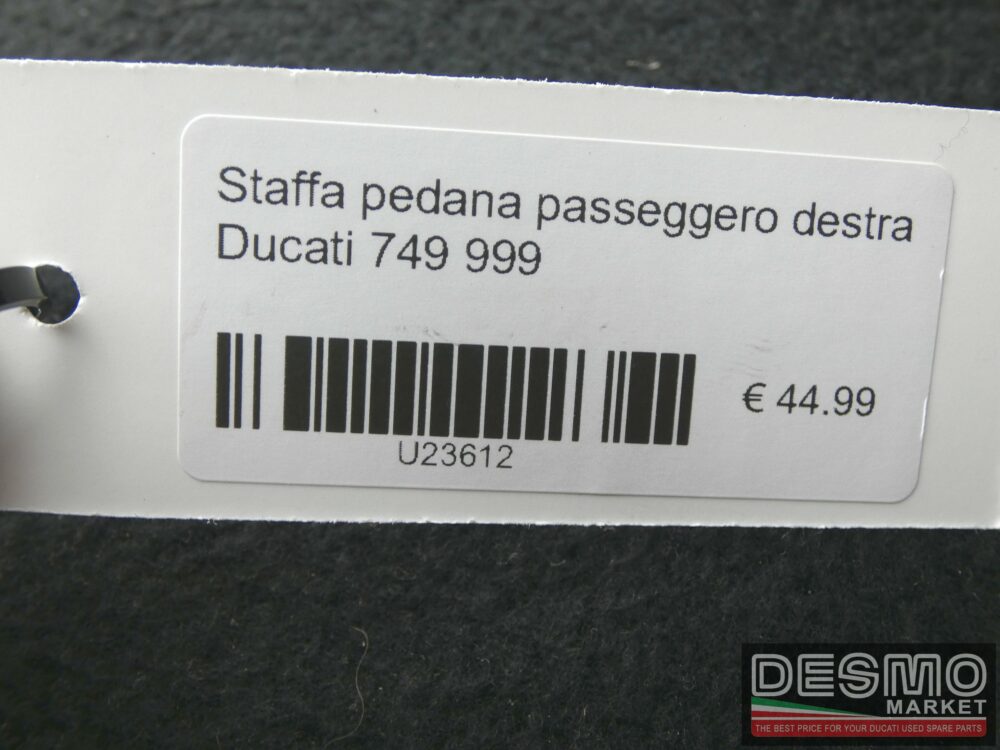 Staffa pedana passeggero destra
Ducati 749 999
€ 44.99
U23612
DESMO
MARKET
THE BEST PRICE FOR YOUR DUCATI USED SPARE PARTS